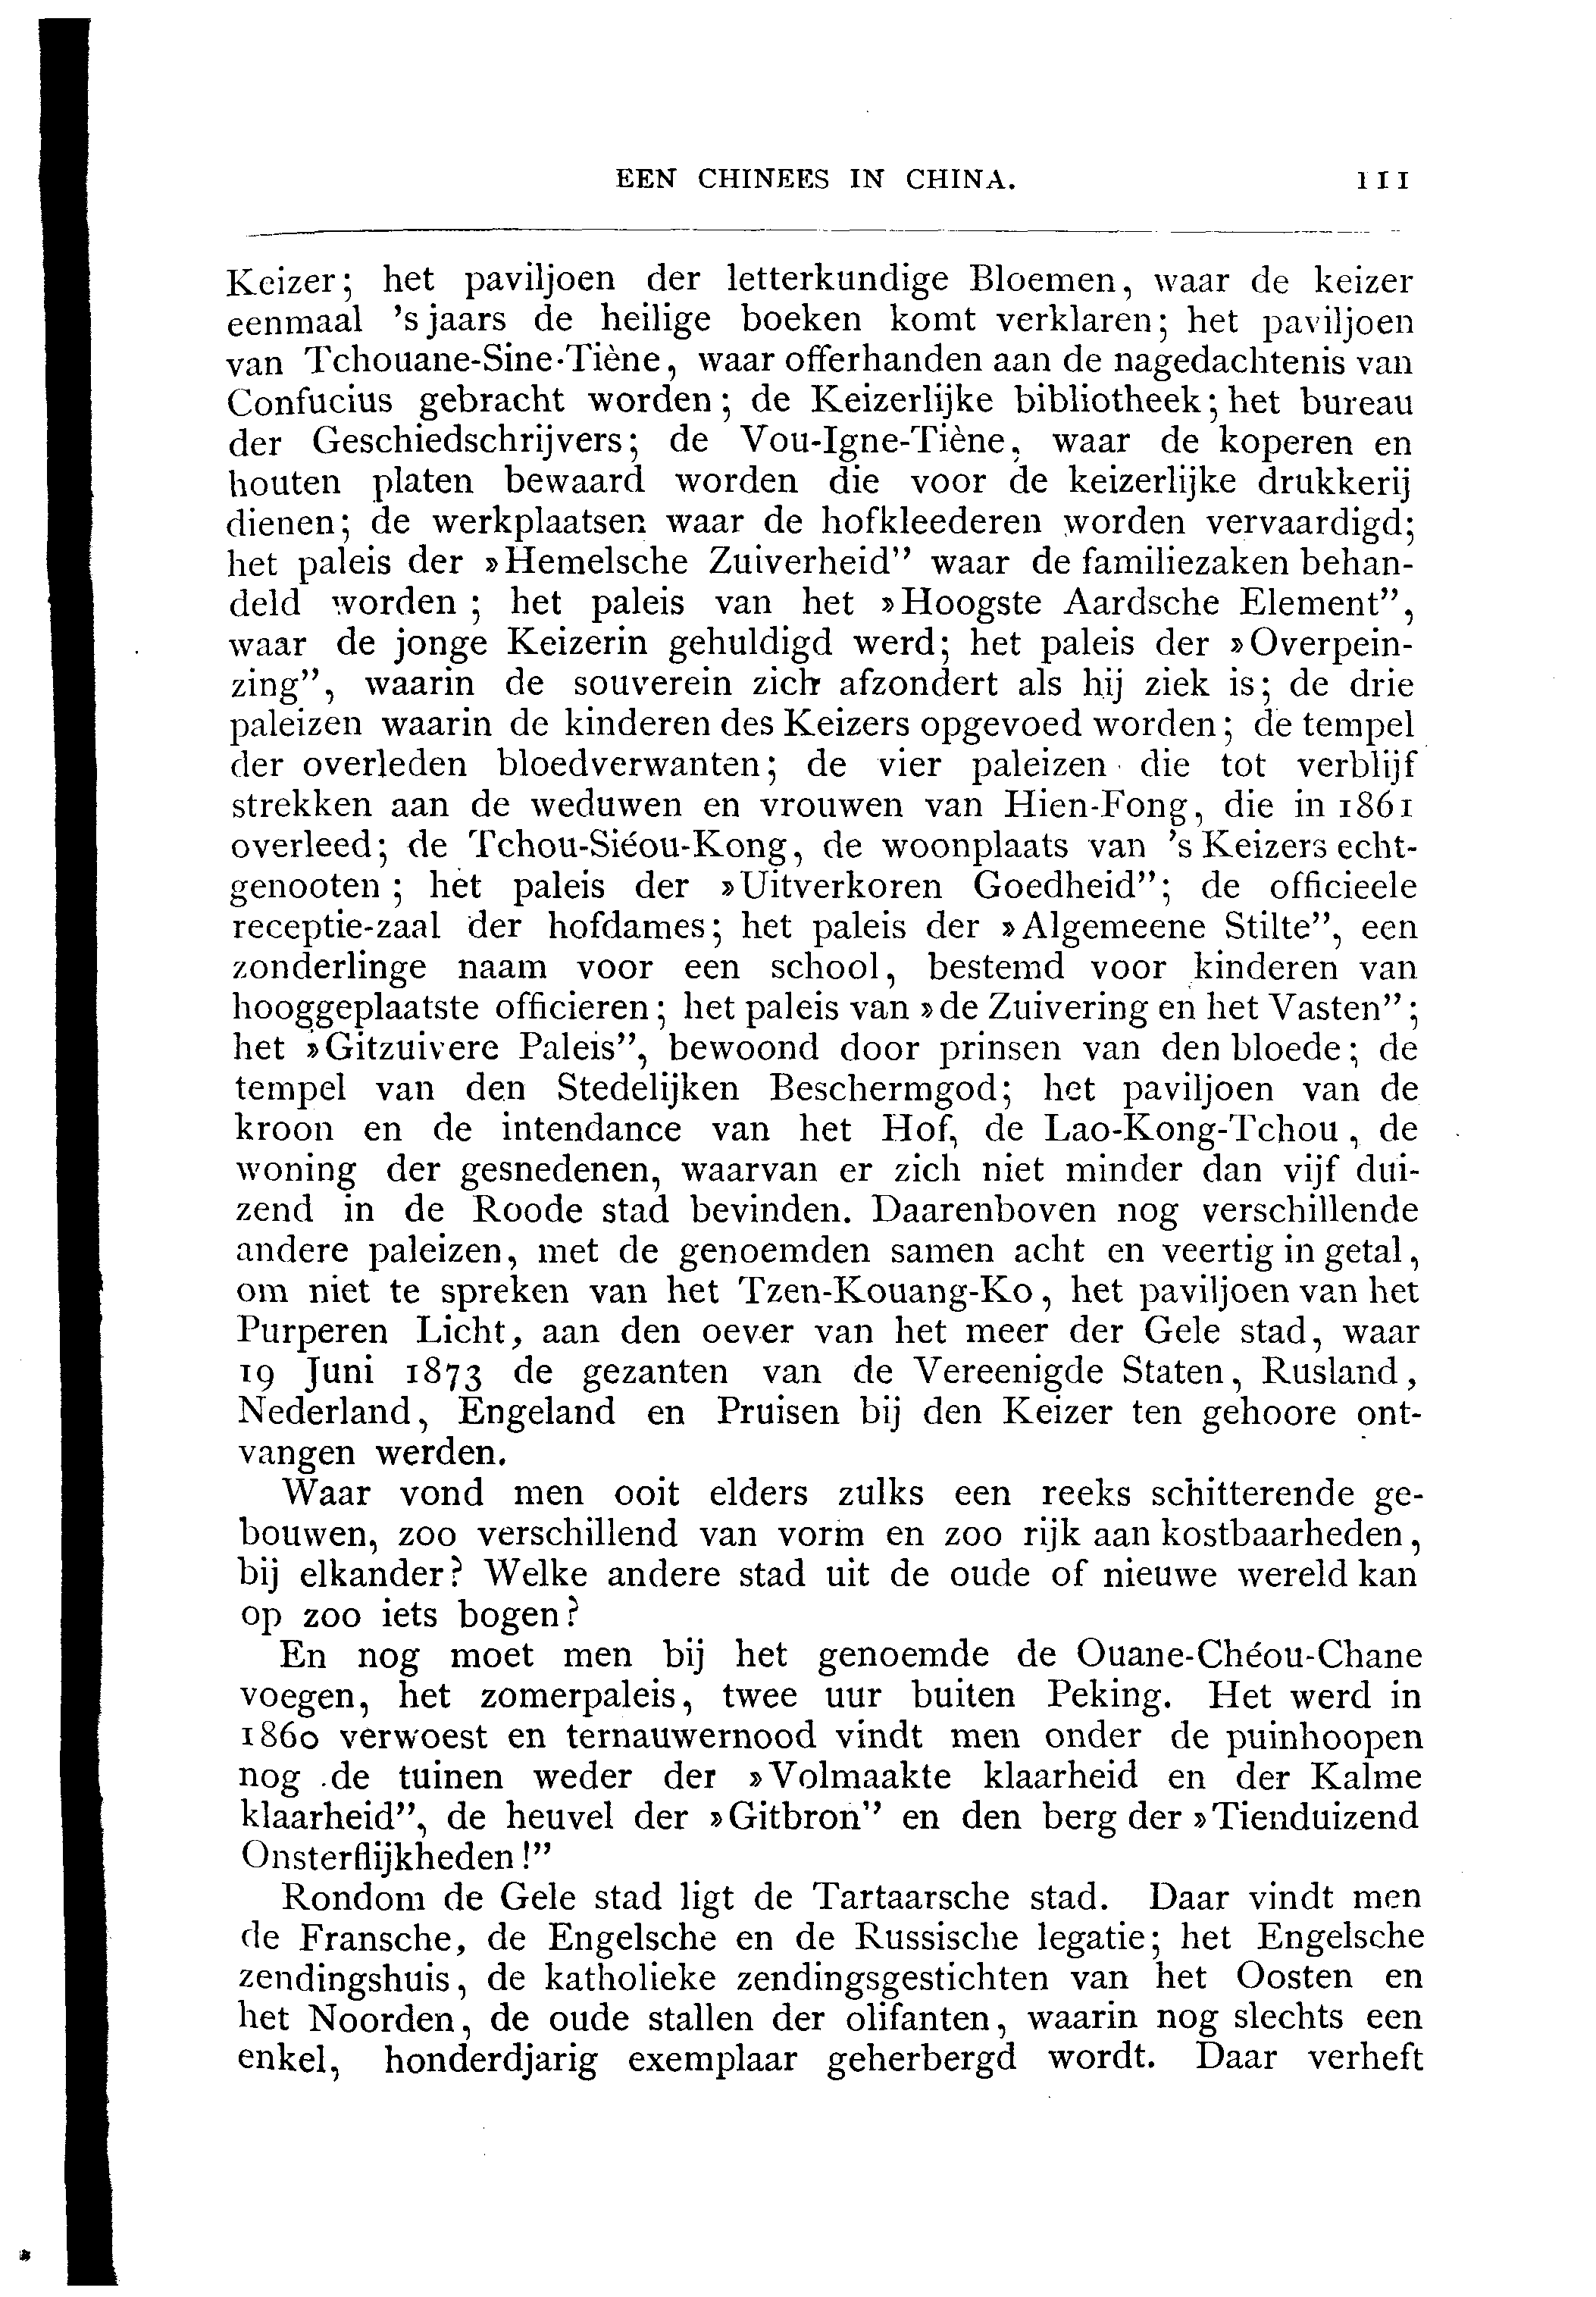 EEN CHINEES IN CHINA. 111
Keizer; het paviljoen der letterkundige Bloemen, waar de keizer
eenmaal 's jaars de heilige boeken komt verklaren; het paviljoen
van Tchouane-Sine-Tiène, waar offerhanden aan de nagedachtenis van
Confucius gebracht worden; de Keizerlijke bibliotheek; het bureau
der Geschiedschrijvers; de Vou-Igne-Tiène, waar de koperen en
houten platen bewaard worden die voor de keizerlijke drukkerij
dienen; de werkplaatsen waar de hofkleederen worden vervaardigd;
het paleis der »Hemelsche Zuiverheid” waar de familiezaken behan-
deld worden ; het paleis van het »Hoogste Aardsche Element”,
waar de jonge Keizerin gehuldigd werd; het paleis der »Overpein-
zing”, waarin de souverein zich afzondert als hij ziek is; de drie
paleizen waarin de kinderen des Keizers opgevoed worden; de tempel
der overleden bloedverwanten; de vier paleizen die tot verblijf
strekken aan de weduwen en vrouwen van Hien-Fong, die in 1861
overleed; de Tchou-Siéou-Kong, de woonplaats van 's Keizers echt-
genooten ; het paleis der »Uitverkoren Goedheid”; de officieele
receptie-zaal der hofdames; het paleis der »Algemeene Stilte”, een
zonderlinge naam voor een school, bestemd voor kinderen van
hooggeplaatste officieren; het paleis van »de Zuivering en het Vasten”;
het »Gitzuivere Paleis”, bewoond door prinsen van den bloede; de
tempel van den Stedelijken Beschermgod; het paviljoen van de
kroon en de intendance van het Hof, de Lao-Kong-Tchou, de
woning der gesnedenen, waarvan er zich niet minder dan vijf dui-
zend in de Roode stad bevinden. Daarenboven nog verschillende
andere paleizen, met de genoemden samen acht en veertig in getal,
om niet te spreken van het Tzen-Kouang-Ko, het paviljoen van het
Purperen Licht, aan den oever van het meer der Gele stad, waar
19 Juni 1873 de gezanten van de Vereenigde Staten, Rusland,
Nederland, Engeland en Pruisen bij den Keizer ten gehoore ont-
vangen werden.
Waar vond men ooit elders zulks een reeks schitterende ge-
bouwen, zoo verschillend van vorm en zoo rijk aan kostbaarheden,
bij elkander? Welke andere stad uit de oude of nieuwe wereld kan
op zoo iets bogen?
En nog moet men bij het genoemde de Ouane-Chéou-Chane
voegen, het zomerpaleis, twee uur buiten Peking. Het werd in
1860 verwoest en ternauwernood vindt men onder de puinhoopen
nog de tuinen weder der »Volmaakte klaarheid en der Kalme
klaarheid”, de heuvel der »Gitbron” en den berg der »Tienduizend
Onsterflijkheden!”
Rondom de Gele stad ligt de Tartaarsche stad. Daar vindt men
de Fransche, de Engelsche en de Russische legatie; het Engelsche
zendingshuis, de katholieke zendingsgestichten van het Oosten en
het Noorden, de oude stallen der olifanten, waarin nog slechts een
enkel, honderdjarig exemplaar geherbergd wordt. Daar verheft